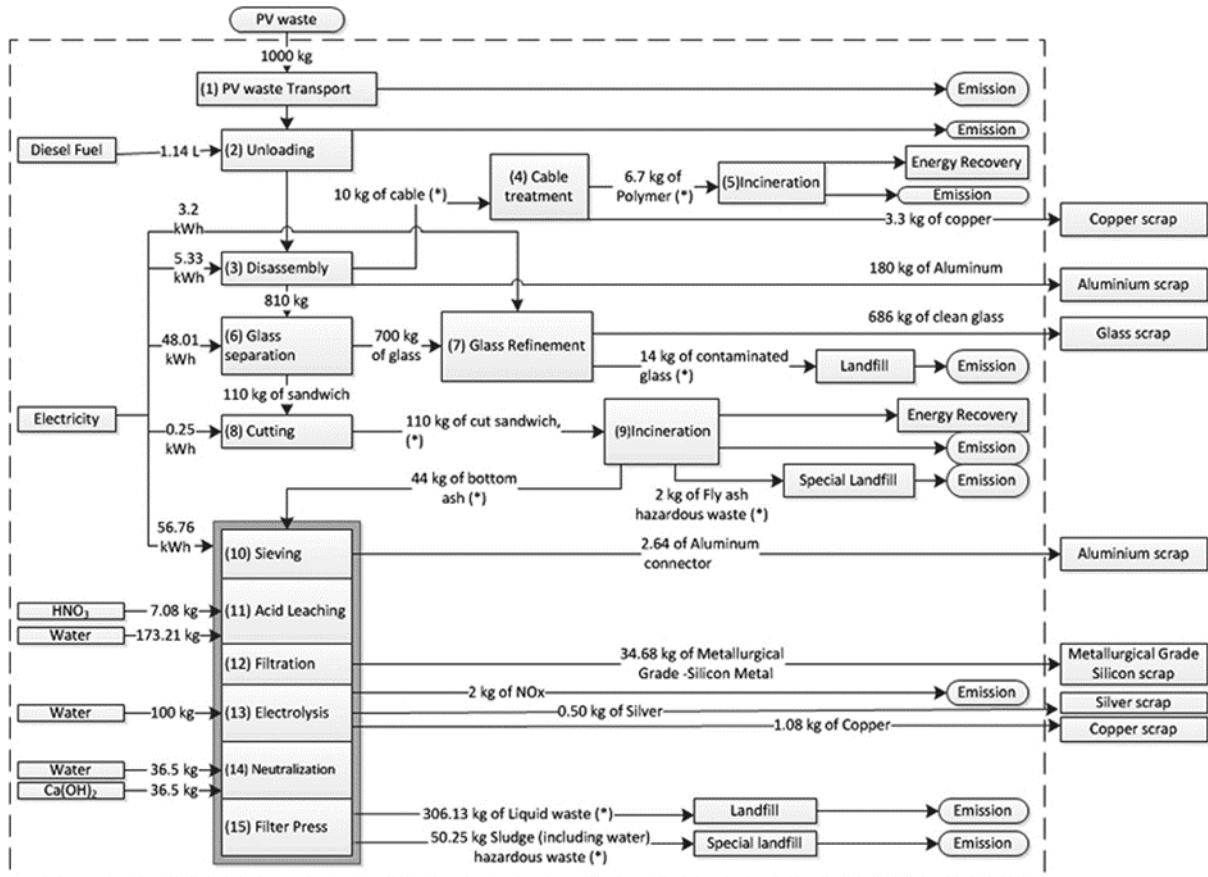 PV waste
1000 kg
(1) PV waste Transport
Emission
Diesel Fuel
1.14 L
(2) Unloading
Emission
(4) Cable
treatment
6.7 kg of
Polymer (*)
(5)Incineration
Energy Recovery
Emission
10 kg of cable (*)
3.3 kg of copper
Copper scrap
3.2
kWh
5.33
kWh
(3) Disassembly
180 kg of Aluminum
Aluminium scrap
810 kg
48.01
kWh
(6) Glass
separation
700 kg
of glass
(7) Glass Refinement
686 kg of clean glass
Glass scrap
14 kg of contaminated
glass (*)
Landfill
Emission
110 kg of sandwich
Electricity
0.25
kWh
(8) Cutting
110 kg of cut sandwich,
(*)
(9)Incineration
Energy Recovery
Emission
44 kg of bottom
ash (*)
2 kg of Fly ash
hazardous waste (*)
Special Landfill
Emission
56.76
kWh
(10) Sieving
2.64 of Aluminum
connector
Aluminium scrap
HNO₃
7.08 kg
(11) Acid Leaching
Water
173.21 kg
(12) Filtration
34.68 kg of Metallurgical
Grade -Silicon Metal
Metallurgical Grade
Silicon scrap
2 kg of NOx
Emission
Water
100 kg
(13) Electrolysis
0.50 kg of Silver
Silver scrap
1.08 kg of Copper
Copper scrap
Water
36.5 kg
(14) Neutralization
Ca(OH)₂
36.5 kg
(15) Filter Press
306.13 kg of Liquid waste (*)
Landfill
Emission
50.25 kg Sludge (including water)
hazardous waste (*)
Special landfill
Emission